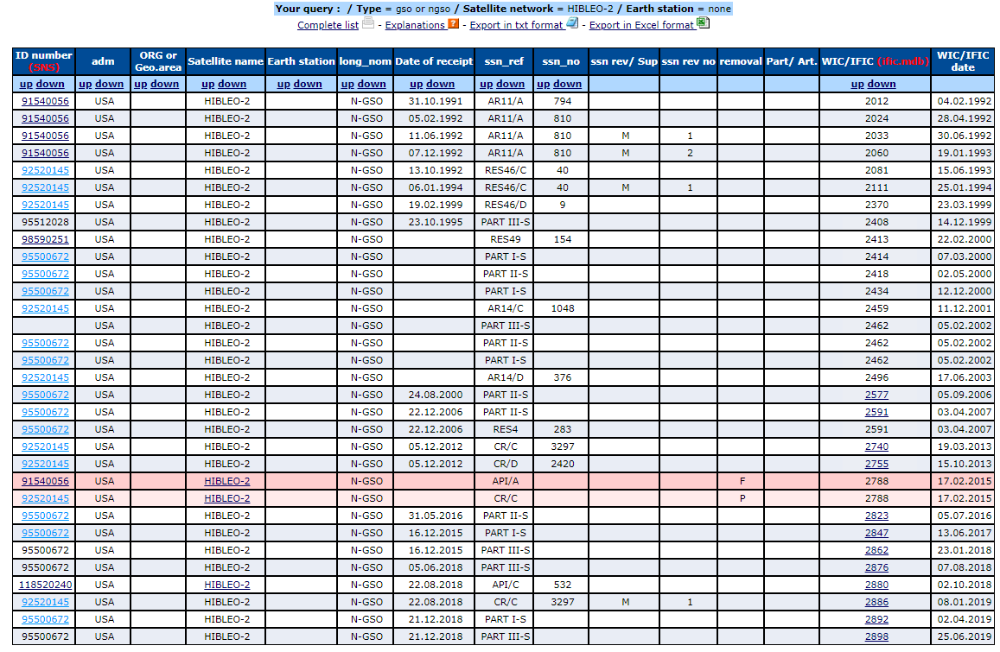 Your query : / Type = gso or ngso / Satellite network = HIBLEO-2 / Earth station = none
Complete list - Explanations ? - Export in txt format - Export in Excel format
ID number (SNS) adm ORG or Geo.area Satellite name Earth station long_nom Date of receipt ssn_ref ssn_no ssn rev/ Sup ssn rev no removal Part/ Art. WIC/IFIC (ific.mdb) WIC/IFIC date
up down up down up down up down up down up down up down up down up down up down
91540056 USA HIBLEO-2 N-GSO 31.10.1991 AR11/A 794 2012 04.02.1992
91540056 USA HIBLEO-2 N-GSO 05.02.1992 AR11/A 810 2024 28.04.1992
91540056 USA HIBLEO-2 N-GSO 11.06.1992 AR11/A 810 M 1 2033 30.06.1992
91540056 USA HIBLEO-2 N-GSO 07.12.1992 AR11/A 810 M 2 2060 19.01.1993
92520145 USA HIBLEO-2 N-GSO 13.10.1992 RES46/C 40 2081 15.06.1993
92520145 USA HIBLEO-2 N-GSO 06.01.1994 RES46/C 40 M 1 2111 25.01.1994
92520145 USA HIBLEO-2 N-GSO 19.02.1999 RES46/D 9 2370 23.03.1999
95512028 USA HIBLEO-2 N-GSO 23.10.1995 PART III-S 2408 14.12.1999
98590251 USA HIBLEO-2 N-GSO RES49 154 2413 22.02.2000
95500672 USA HIBLEO-2 N-GSO PART I-S 2414 07.03.2000
95500672 USA HIBLEO-2 N-GSO PART II-S 2418 02.05.2000
95500672 USA HIBLEO-2 N-GSO PART I-S 2434 12.12.2000
92520145 USA HIBLEO-2 N-GSO AR14/C 1048 2459 11.12.2001
USA HIBLEO-2 N-GSO PART III-S 2462 05.02.2002
95500672 USA HIBLEO-2 N-GSO PART II-S 2462 05.02.2002
95500672 USA HIBLEO-2 N-GSO PART I-S 2462 05.02.2002
92520145 USA HIBLEO-2 N-GSO AR14/D 376 2496 17.06.2003
95500672 USA HIBLEO-2 N-GSO 24.08.2000 PART II-S 2577 05.09.2006
95500672 USA HIBLEO-2 N-GSO 22.12.2006 PART II-S 2591 03.04.2007
95500672 USA HIBLEO-2 N-GSO 22.12.2006 RES4 283 2591 03.04.2007
92520145 USA HIBLEO-2 N-GSO 05.12.2012 CR/C 3297 2740 19.03.2013
92520145 USA HIBLEO-2 N-GSO 05.12.2012 CR/D 2420 2755 15.10.2013
91540056 USA HIBLEO-2 N-GSO API/A F 2788 17.02.2015
92520145 USA HIBLEO-2 N-GSO CR/C P 2788 17.02.2015
95500672 USA HIBLEO-2 N-GSO 31.05.2016 PART II-S 2823 05.07.2016
95500672 USA HIBLEO-2 N-GSO 16.12.2015 PART I-S 2847 13.06.2017
95500672 USA HIBLEO-2 N-GSO 16.12.2015 PART III-S 2862 23.01.2018
95500672 USA HIBLEO-2 N-GSO 05.06.2018 PART III-S 2876 07.08.2018
118520240 USA HIBLEO-2 N-GSO 22.08.2018 API/C 532 2880 02.10.2018
92520145 USA HIBLEO-2 N-GSO 22.08.2018 CR/C 3297 M 1 2886 08.01.2019
95500672 USA HIBLEO-2 N-GSO 21.12.2018 PART I-S 2892 02.04.2019
95500672 USA HIBLEO-2 N-GSO 21.12.2018 PART III-S 2898 25.06.2019